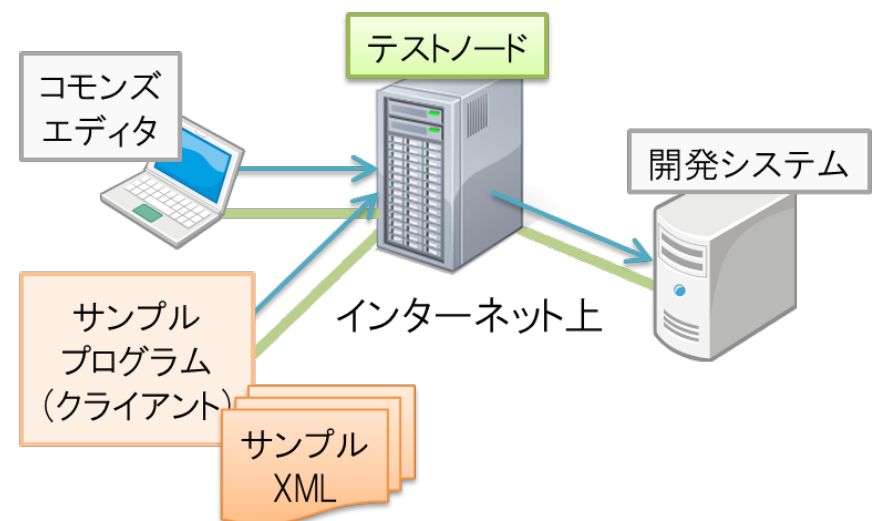 テストノード
コモンズ
エディタ
開発システム
サンプル
プログラム
（クライアント）
インターネット上
サンプル
XML